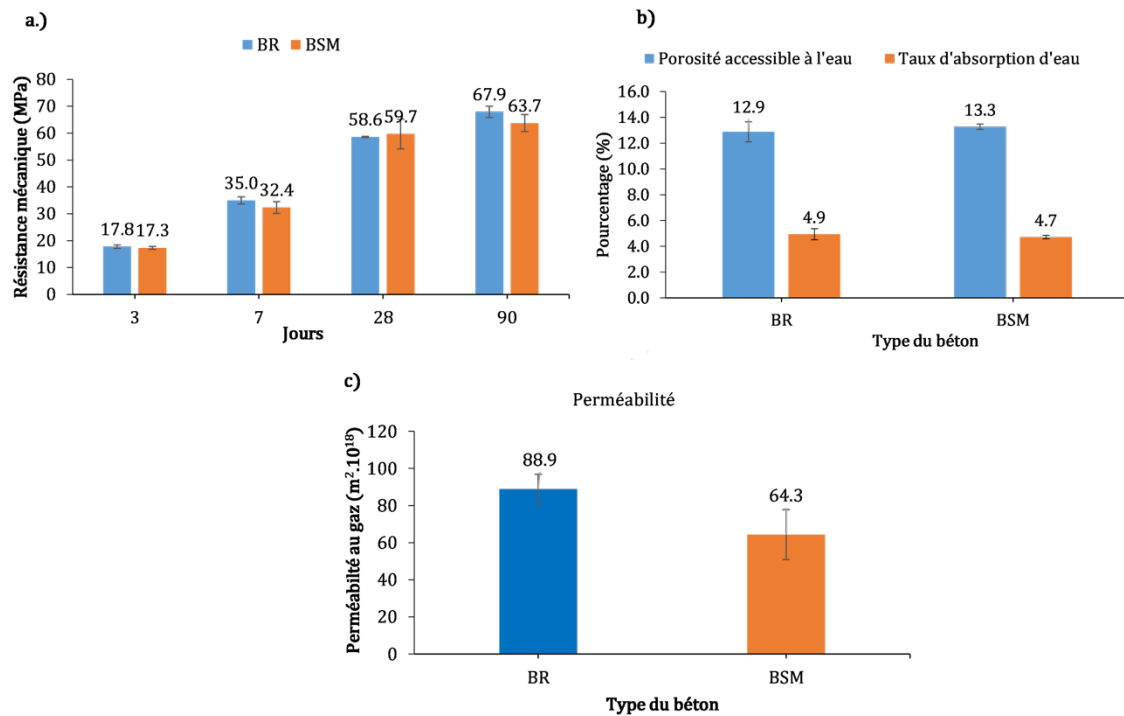 a.)
BR BSM
Résistance mécanique (MPa)
80
70
60
50
40
30
20
10
0
17.8 17.3
35.0 32.4
58.6 59.7
67.9 63.7
3 7 28 90
Jours
b)
Porosité accessible à l'eau Taux d'absorption d'eau
Pourcentage (%)
16.0
14.0
12.0
10.0
8.0
6.0
4.0
2.0
0.0
12.9 4.9 13.3 4.7
BR BSM
Type du béton
c)
Perméabilité
Perméabilté au gaz (m².10¹⁸)
120
100
80
60
40
20
0
88.9 64.3
BR BSM
Type du béton